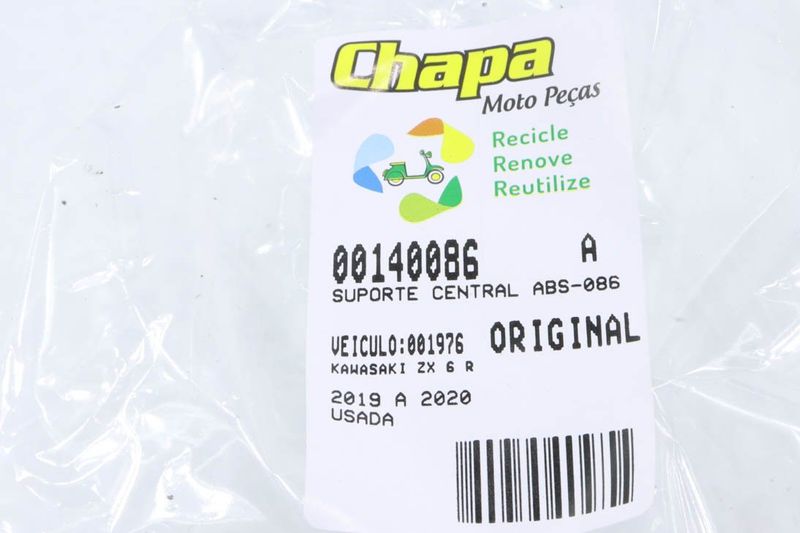 Chapa
Moto Peças
Recicle
Renove
Reutilize
00140086 A
SUPORTE CENTRAL ABS-086
VEICULO:001976 ORIGINAL
KAWASAKI ZX 6 R
2019 A 2020
USADA